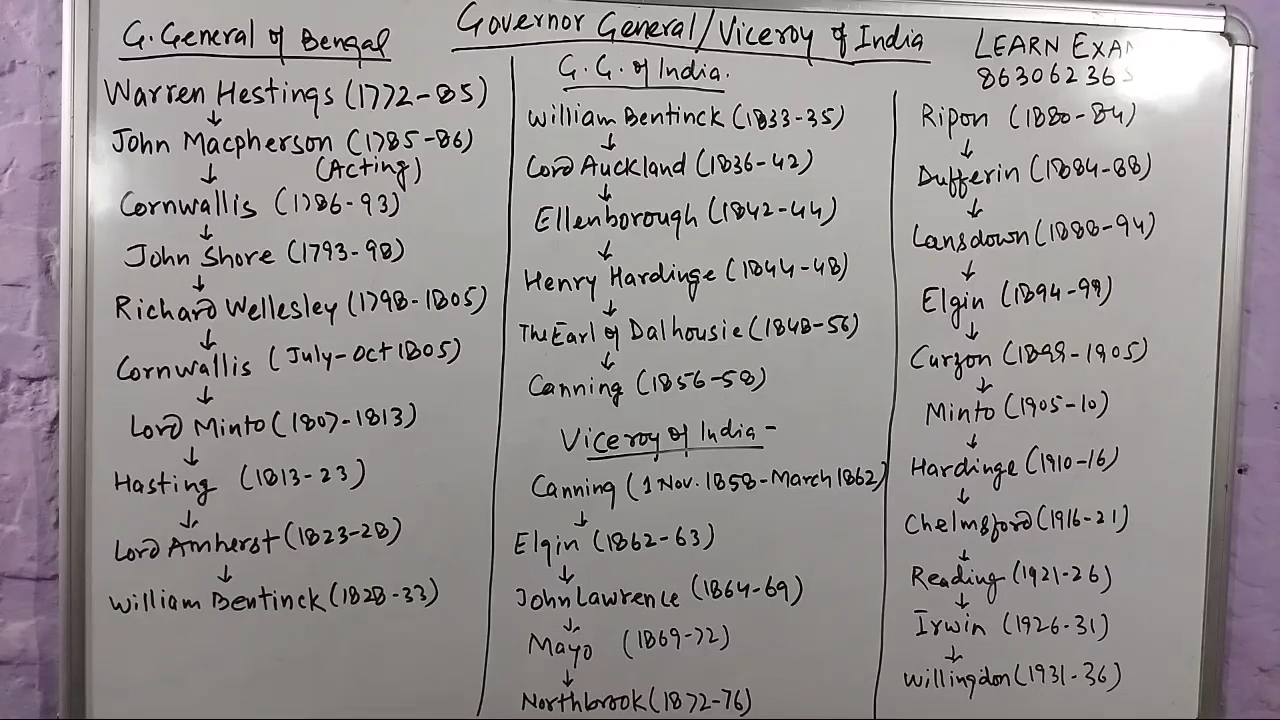 Governor General/Viceroy of India
LEARN EXA
863062363
G. General of Bengal
Warren Hestings (1772-85)
John Macpherson (1785-86)
(Acting)
Cornwallis (1786-93)
John Shore (1793-98)
Richard Wellesley (1798-1805)
Cornwallis (July-Oct 1805)
Lord Minto (1807-1813)
Hasting (1813-23)
Lord Amherst (1823-28)
William Bentinck (1828-33)
G.G. of India.
William Bentinck (1833-35)
Lord Auckland (1836-42)
Ellenborough (1842-44)
Henry Hardinge (1844-48)
The Earl of Dalhousie (1848-56)
Canning (1856-58)
Viceroy of India-
Canning (1 Nov. 1858-March 1862)
Elgin (1862-63)
John Lawrence (1864-69)
Mayo (1869-72)
Northbrook (1872-76)
Ripon (1880-84)
Dufferin (1884-88)
Lansdown (1888-94)
Elgin (1894-99)
Curzon (1899-1905)
Minto (1905-10)
Hardinge (1910-16)
Chelmsford (1916-21)
Reading (1921-26)
Irwin (1926-31)
Willingdon (1931-36)